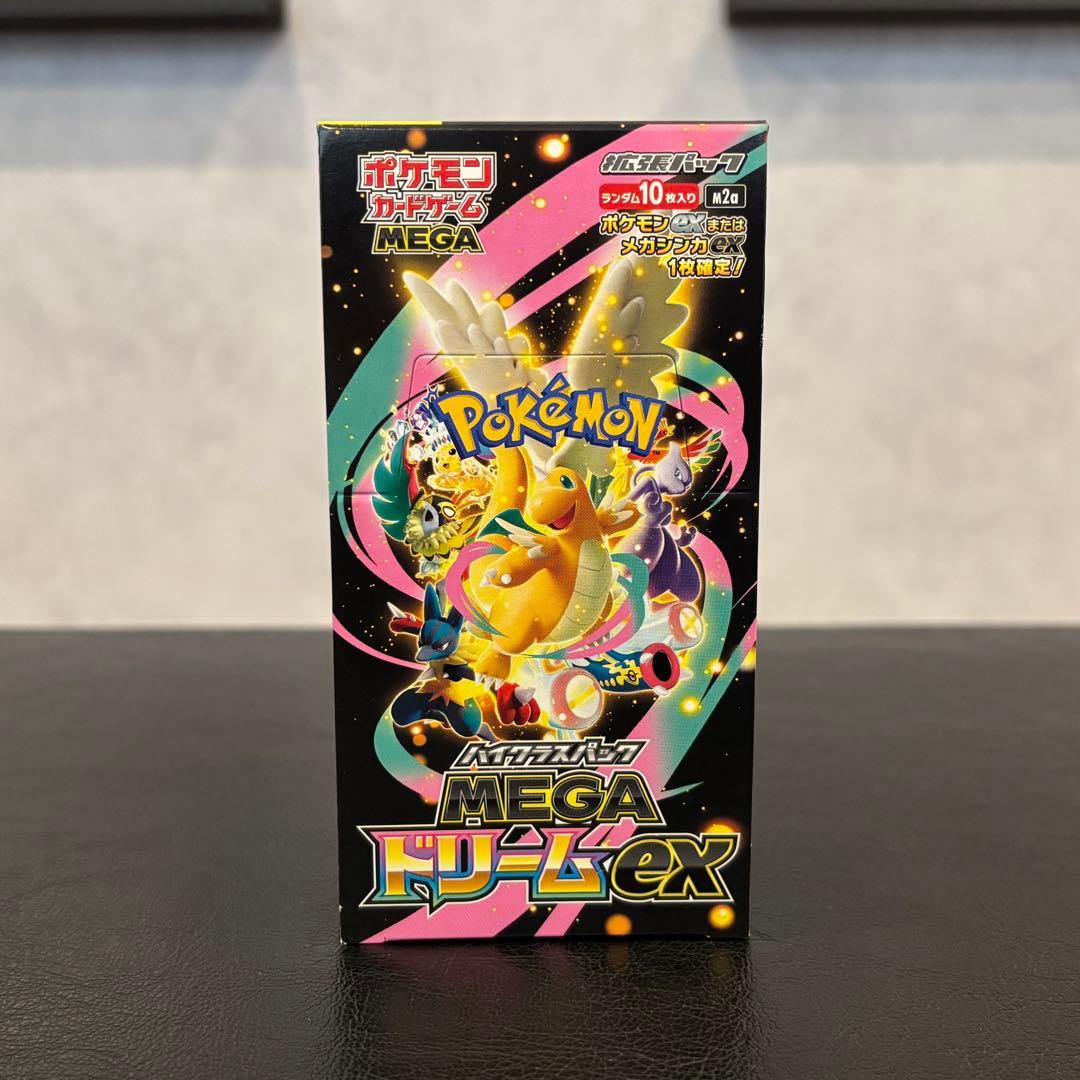 ポケモン
カードゲーム™
MEGA
拡張パック
ランダム10枚入り M2a
ポケモンexまたは
メガシンカex
1枚確定!
POKéMON™
ハイクラスパック
MEGA
ドリームex